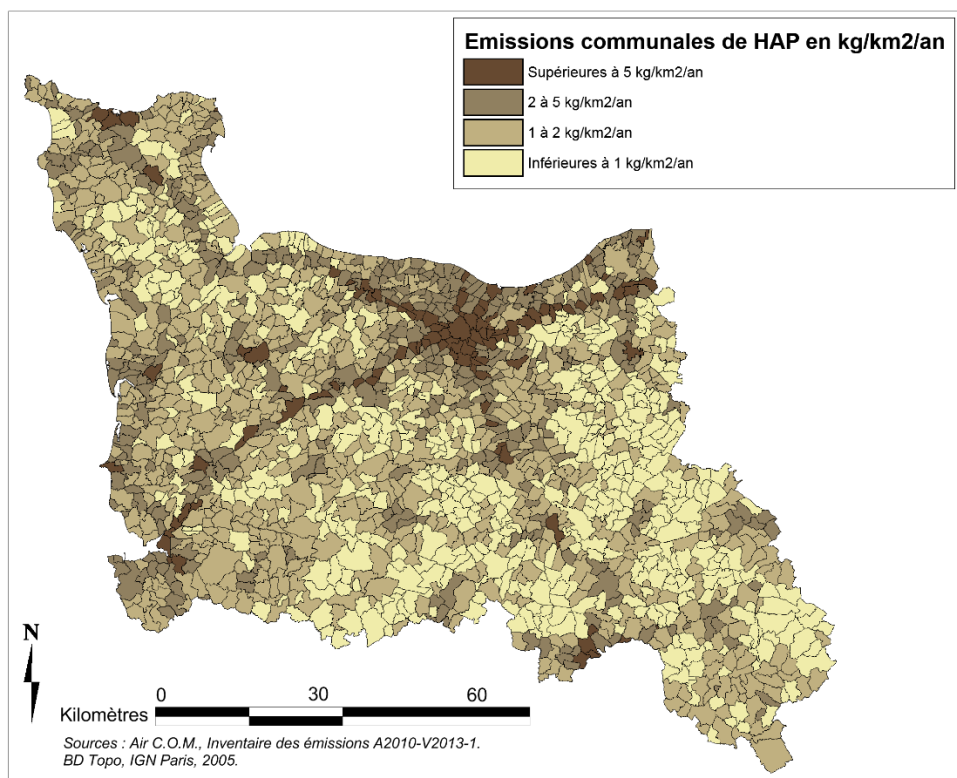 Emissions communales de HAP en kg/km2/an
Supérieures à 5 kg/km2/an
2 à 5 kg/km2/an
1 à 2 kg/km2/an
Inférieures à 1 kg/km2/an
N
0 30 60
Kilomètres
Sources : Air C.O.M., Inventaire des émissions A2010-V2013-1.
BD Topo, IGN Paris, 2005.